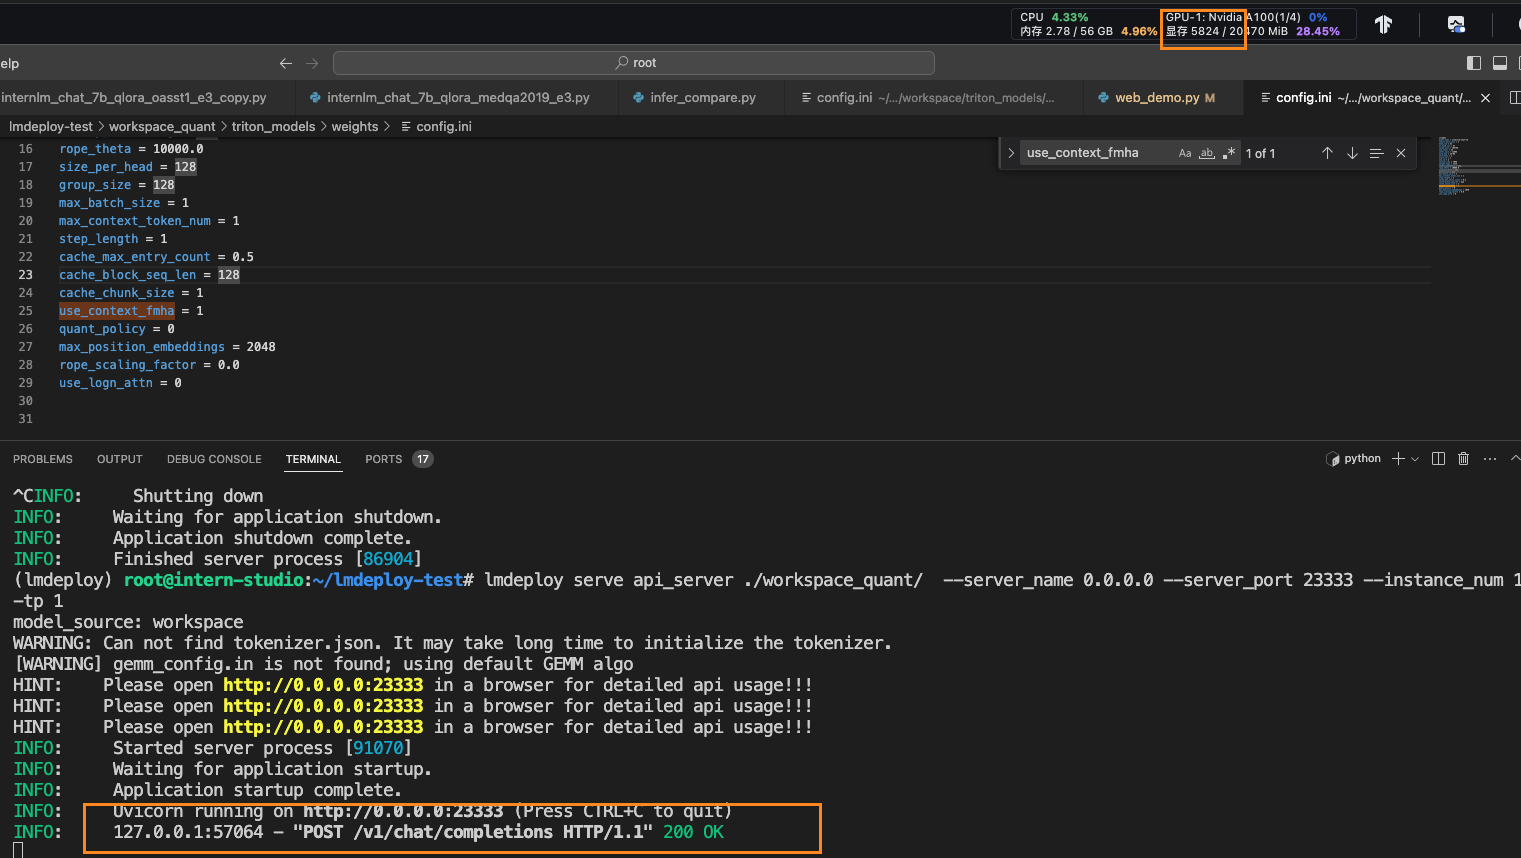 CPU 4.33%
GPU-1: Nvidia A100(1/4) 0%
内存 2.78 / 56 GB 4.96%
显存 5824 / 20470 MiB 28.45%
elp
root
internlm_chat_7b_qlora_oasst1_e3_copy.py
internlm_chat_7b_qlora_medqa2019_e3.py
infer_compare.py
config.ini ~/.../workspace/triton_models/...
web_demo.py M
config.ini ~/.../workspace_quant/...
lmdeploy-test > workspace_quant > triton_models > weights > config.ini
use_context_fmha
Aa ab .* 1 of 1
16 rope_theta = 10000.0
17 size_per_head = 128
18 group_size = 128
19 max_batch_size = 1
20 max_context_token_num = 1
21 step_length = 1
22 cache_max_entry_count = 0.5
23 cache_block_seq_len = 128
24 cache_chunk_size = 1
25 use_context_fmha = 1
26 quant_policy = 0
27 max_position_embeddings = 2048
28 rope_scaling_factor = 0.0
29 use_logn_attn = 0
30
31
PROBLEMS OUTPUT DEBUG CONSOLE TERMINAL PORTS 17
python
^CINFO: Shutting down
INFO: Waiting for application shutdown.
INFO: Application shutdown complete.
INFO: Finished server process [86904]
(lmdeploy) root@intern-studio:~/lmdeploy-test# lmdeploy serve api_server ./workspace_quant/ --server_name 0.0.0.0 --server_port 23333 --instance_num 1
-tp 1
model_source: workspace
WARNING: Can not find tokenizer.json. It may take long time to initialize the tokenizer.
[WARNING] gemm_config.in is not found; using default GEMM algo
HINT: Please open http://0.0.0.0:23333 in a browser for detailed api usage!!!
HINT: Please open http://0.0.0.0:23333 in a browser for detailed api usage!!!
HINT: Please open http://0.0.0.0:23333 in a browser for detailed api usage!!!
INFO: Started server process [91070]
INFO: Waiting for application startup.
INFO: Application startup complete.
INFO: Uvicorn running on http://0.0.0.0:23333 (Press CTRL+C to quit)
INFO: 127.0.0.1:57064 – "POST /v1/chat/completions HTTP/1.1" 200 OK